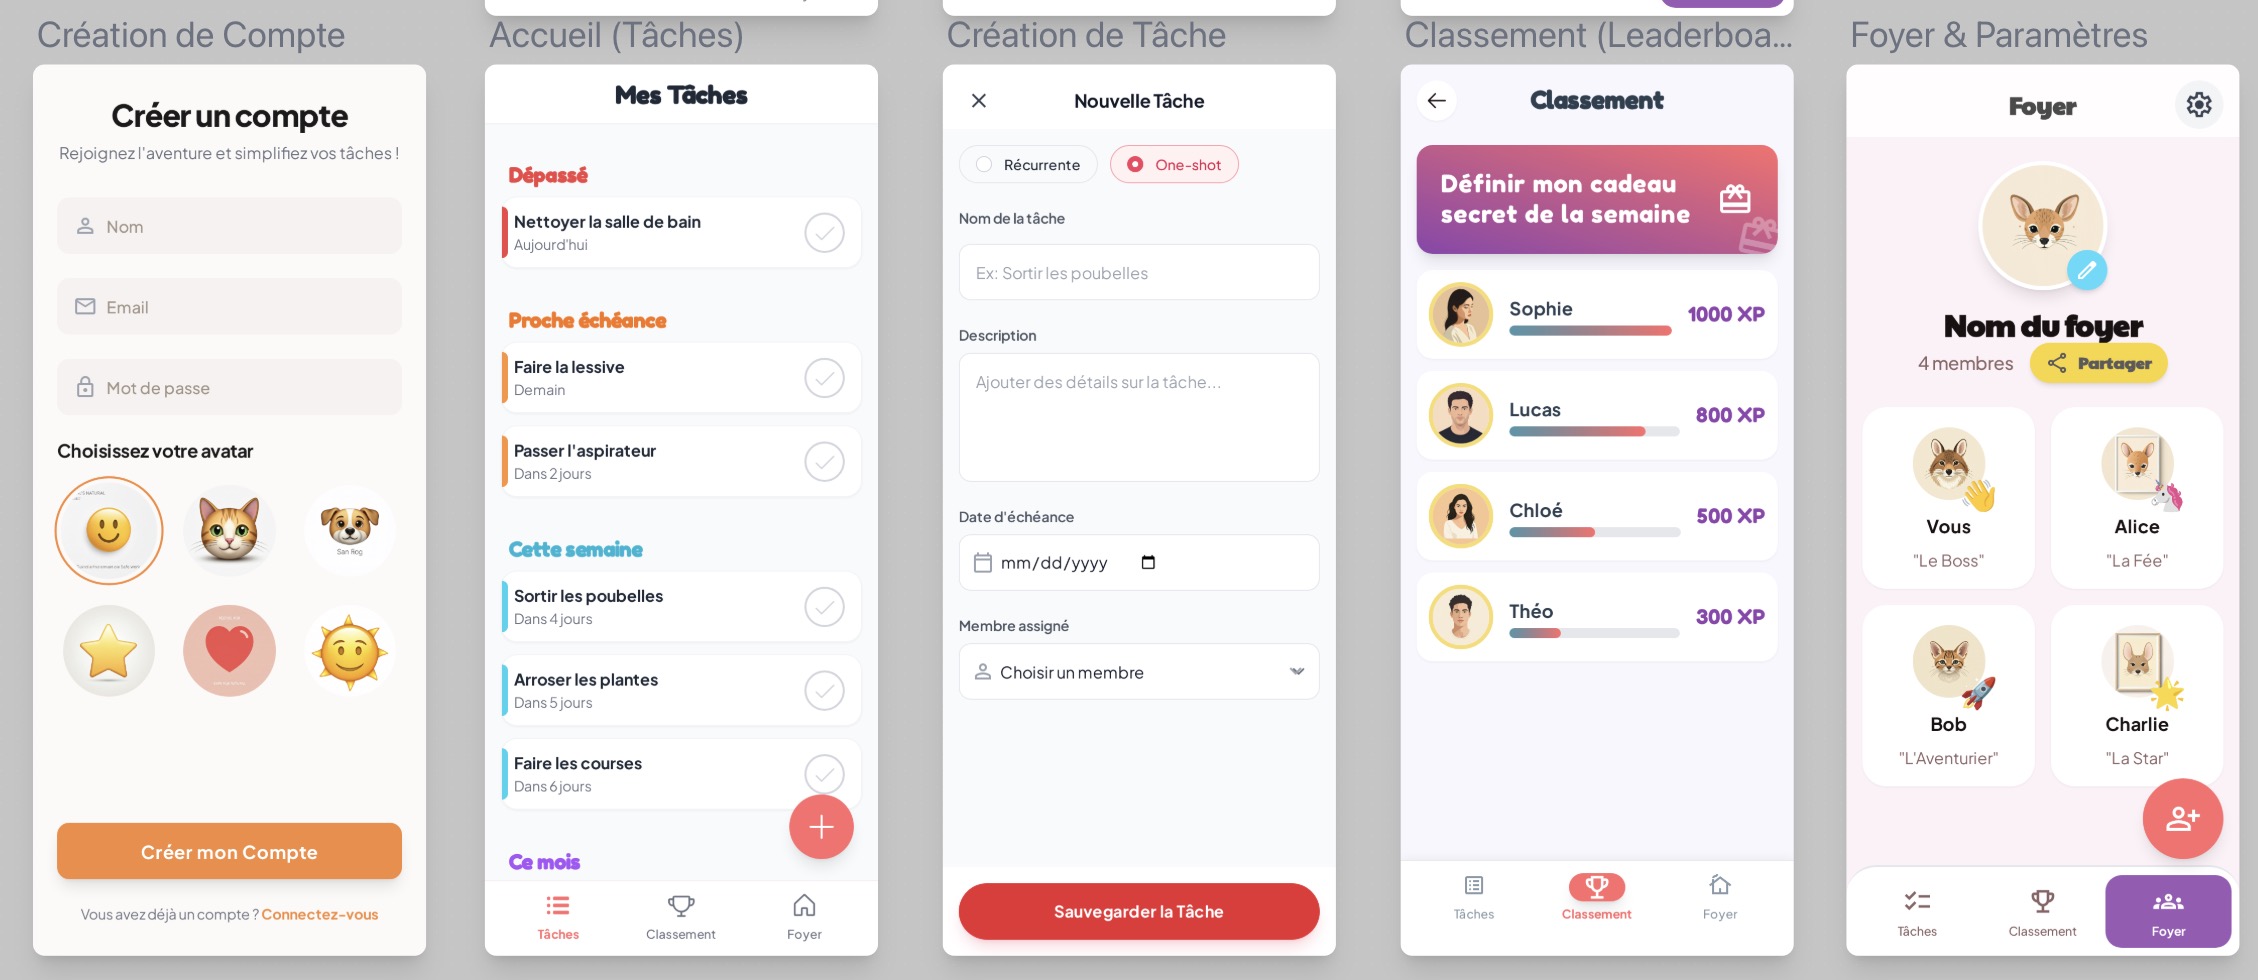 Création de Compte
Créer un compte
Rejoignez l'aventure et simplifiez vos tâches !
Nom
Email
Mot de passe
Choisissez votre avatar
San Rog
Créer mon Compte
Vous avez déjà un compte ? Connectez-vous
Accueil (Tâches)
Mes Tâches
Dépassé
Nettoyer la salle de bain
Aujourd'hui
Proche échéance
Faire la lessive
Demain
Passer l'aspirateur
Dans 2 jours
Cette semaine
Sortir les poubelles
Dans 4 jours
Arroser les plantes
Dans 5 jours
Faire les courses
Dans 6 jours
Ce mois
Tâches
Classement
Foyer
Création de Tâche
Nouvelle Tâche
Récurrente
One-shot
Nom de la tâche
Ex: Sortir les poubelles
Description
Ajouter des détails sur la tâche...
Date d'échéance
mm/dd/yyyy
Membre assigné
Choisir un membre
Sauvegarder la Tâche
Classement (Leaderboa...
Classement
Définir mon cadeau
secret de la semaine
Sophie
1000 XP
Lucas
800 XP
Chloé
500 XP
Théo
300 XP
Tâches
Classement
Foyer
Foyer & Paramètres
Foyer
Nom du foyer
4 membres
Partager
Vous
"Le Boss"
Alice
"La Fée"
Bob
"L'Aventurier"
Charlie
"La Star"
Tâches
Classement
Foyer